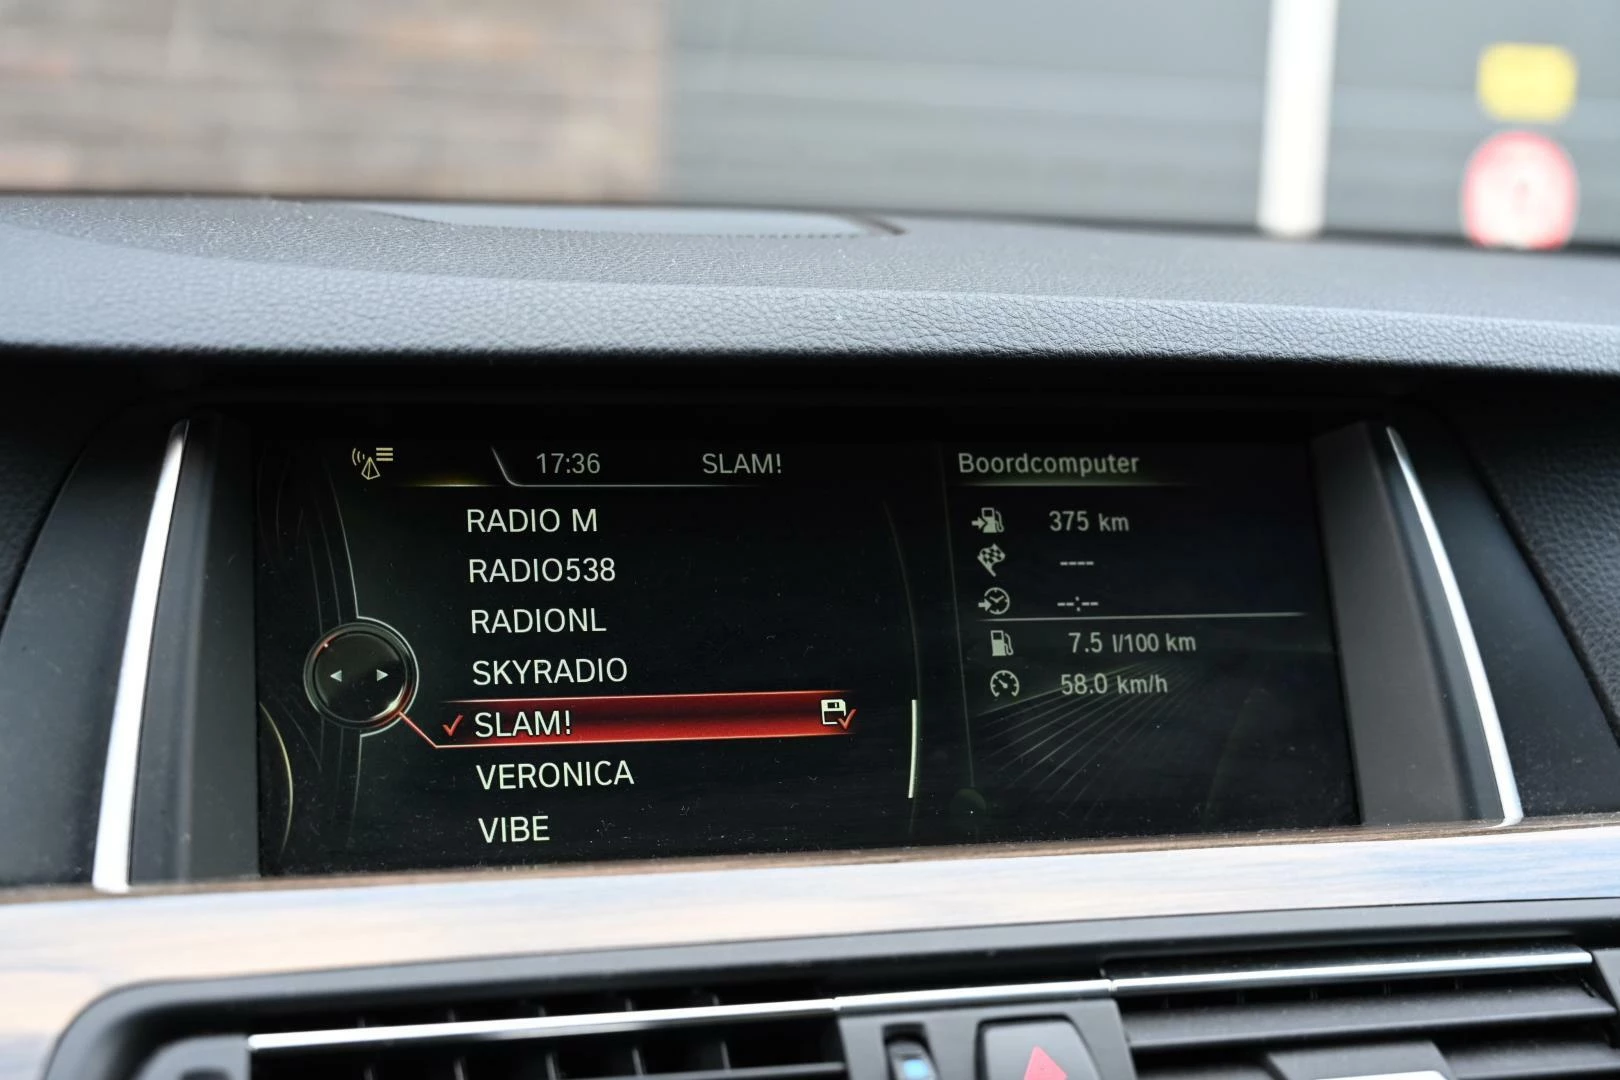 17:36 SLAM!
RADIO M
RADIO538
RADIONL
SKYRADIO
SLAM!
VERONICA
VIBE
Boordcomputer
375 km
----
--:--
7.5 l/100 km
58.0 km/h